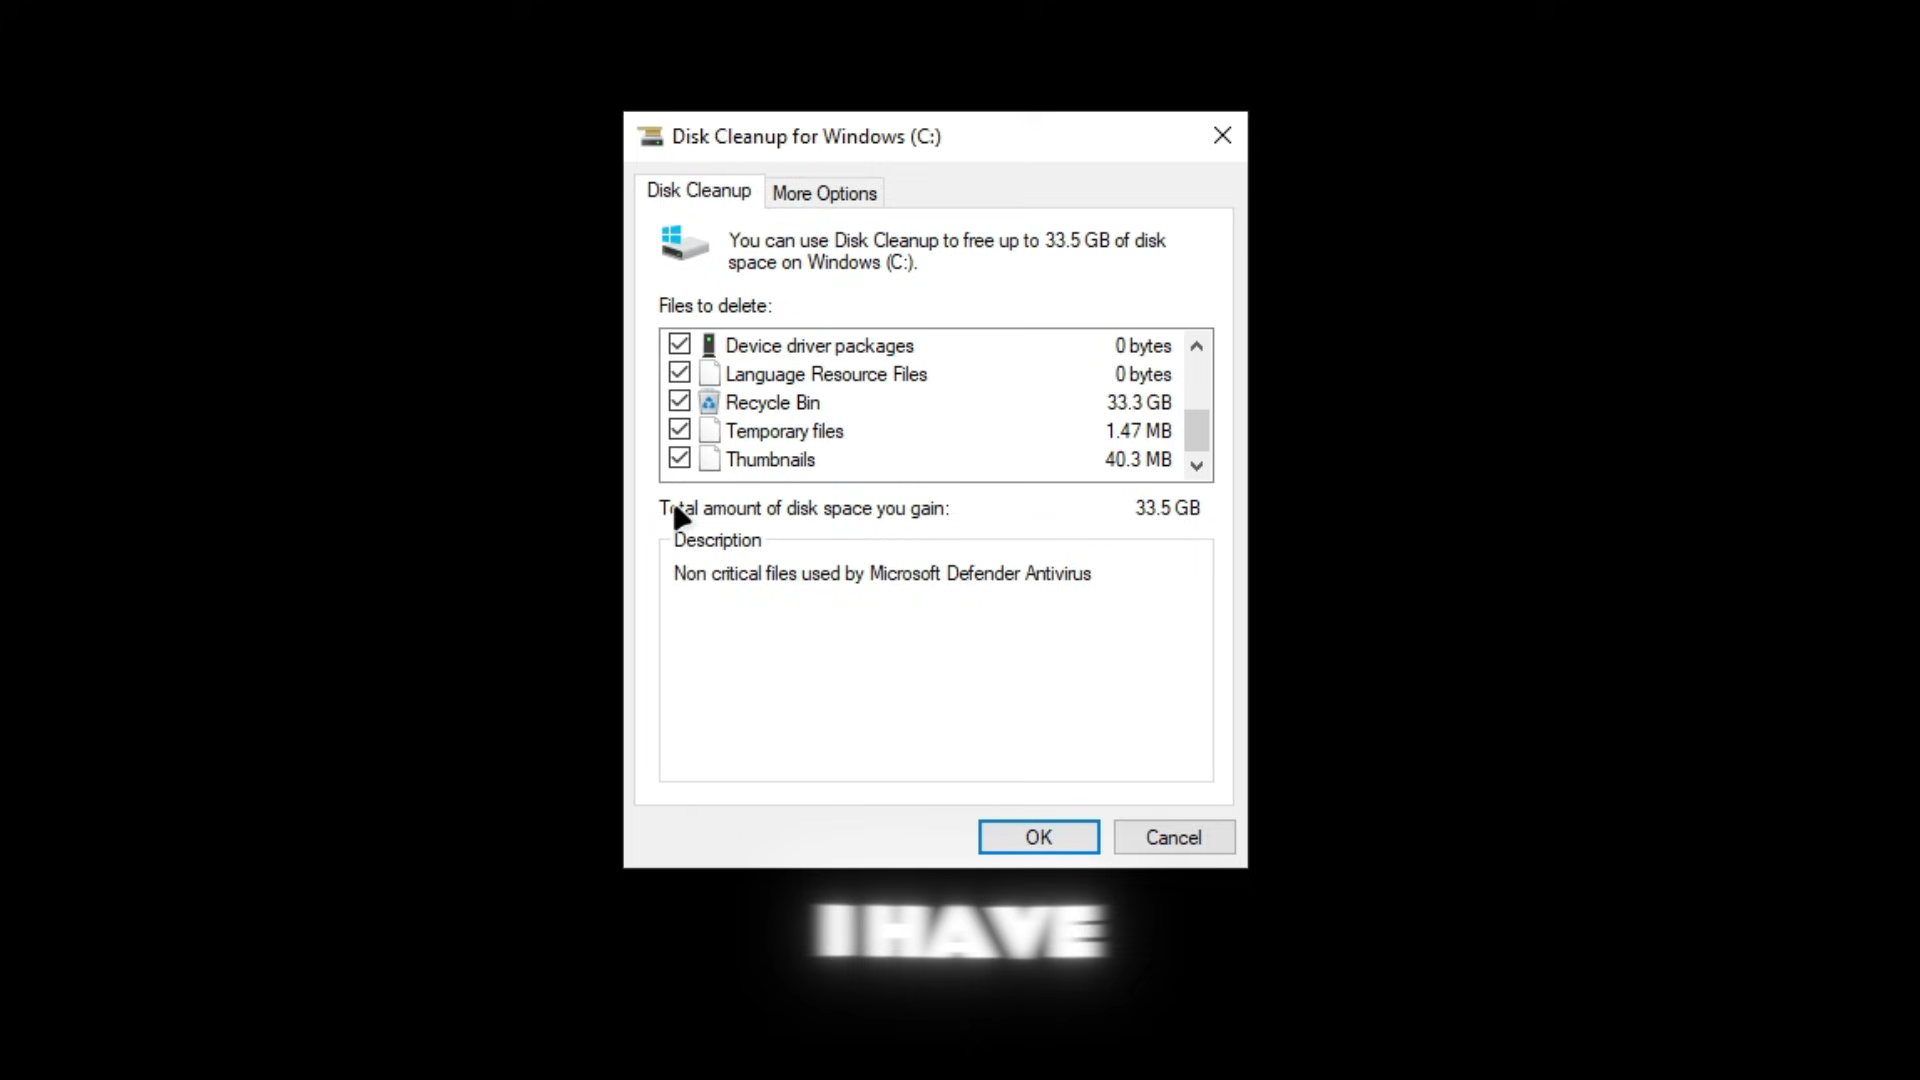 Disk Cleanup for Windows (C:)
Disk Cleanup
More Options
You can use Disk Cleanup to free up to 33.5 GB of disk
space on Windows (C:).
Files to delete:
Device driver packages 0 bytes
Language Resource Files 0 bytes
Recycle Bin 33.3 GB
Temporary files 1.47 MB
Thumbnails 40.3 MB
Total amount of disk space you gain: 33.5 GB
Description
Non critical files used by Microsoft Defender Antivirus
OK
Cancel
I HAVE